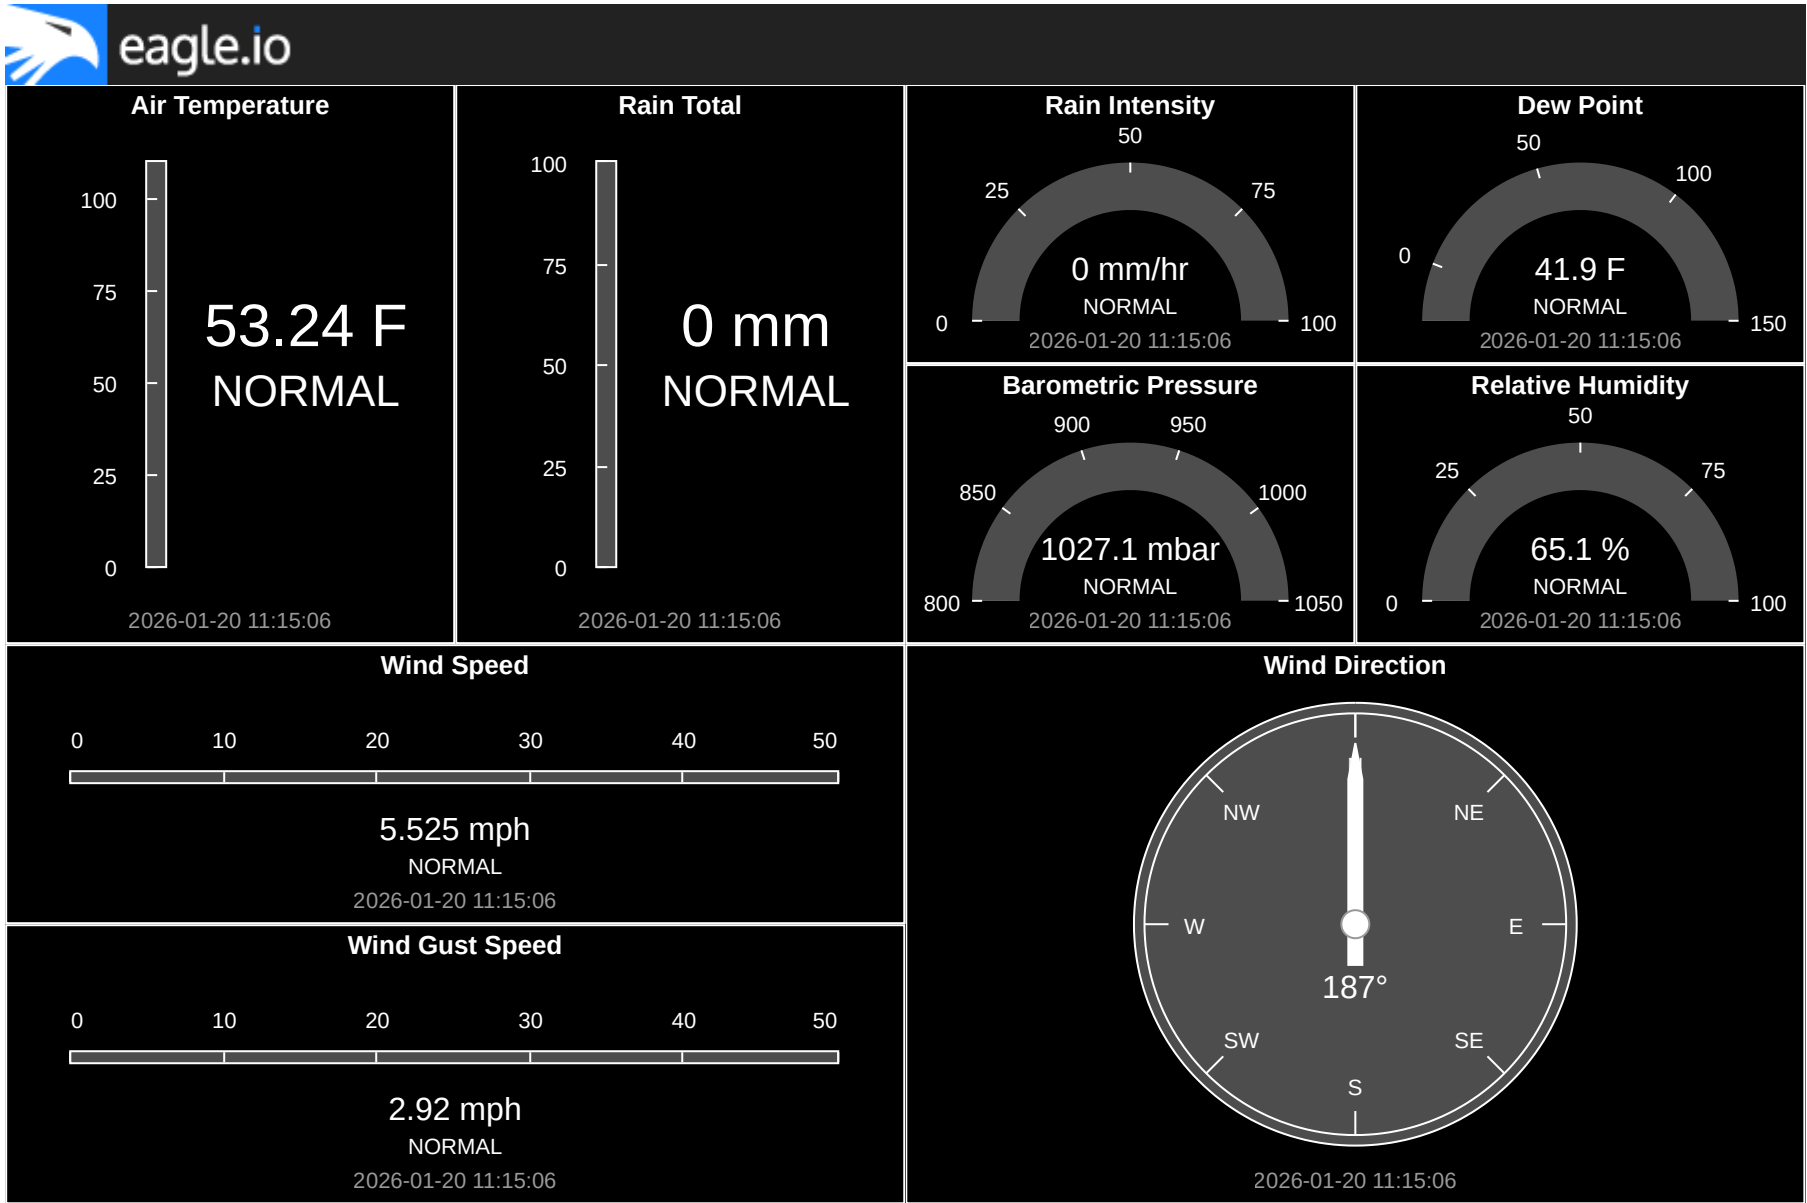 eagle.io
Air Temperature
100
75
50
25
0
53.24 F
NORMAL
2026-01-20 11:15:06
Rain Total
100
75
50
25
0
0 mm
NORMAL
2026-01-20 11:15:06
Rain Intensity
50
25
75
0
100
0 mm/hr
NORMAL
2026-01-20 11:15:06
Dew Point
50
100
0
150
41.9 F
NORMAL
2026-01-20 11:15:06
Barometric Pressure
900
950
850
1000
800
1050
1027.1 mbar
NORMAL
2026-01-20 11:15:06
Relative Humidity
50
25
75
0
100
65.1 %
NORMAL
2026-01-20 11:15:06
Wind Speed
0 10 20 30 40 50
5.525 mph
NORMAL
2026-01-20 11:15:06
Wind Gust Speed
0 10 20 30 40 50
2.92 mph
NORMAL
2026-01-20 11:15:06
Wind Direction
NW NE
W E
187°
SW SE
S
2026-01-20 11:15:06